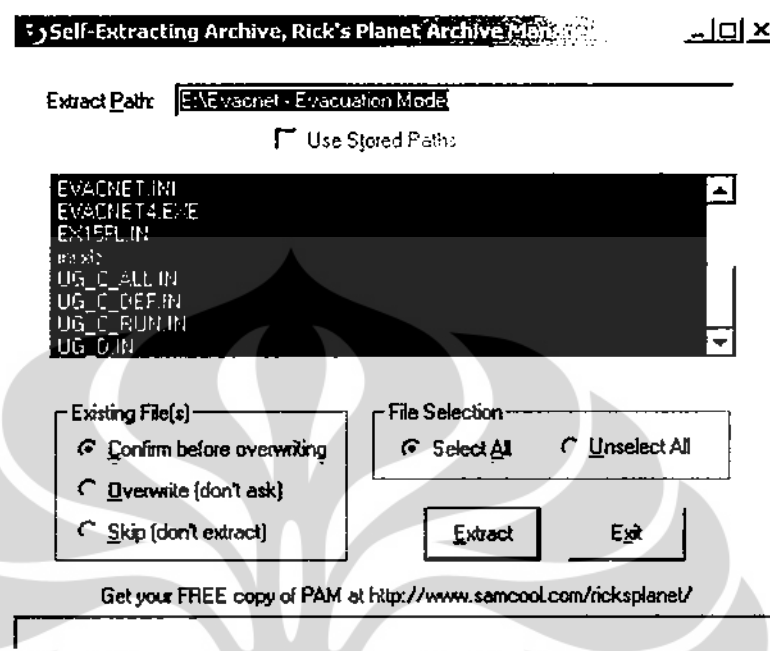 Self-Extracting Archive, Rick's Planet Archive
Extract Path: E:\Evacnet - Evacuation Model
Use Stored Paths
EVACNET.INI
EVACNET4.EXE
EX15FL.IN
UG_C_ALL.IN
UG_C_DEF.IN
UG_C_RUN.IN
UG_D.IN
Existing File(s)
Confirm before overwriting
Overwrite (don't ask)
Skip (don't extract)
File Selection
Select All
Unselect All
Extract
Exit
Get your FREE copy of PAM at http://www.samcool.com/ricksplanet/